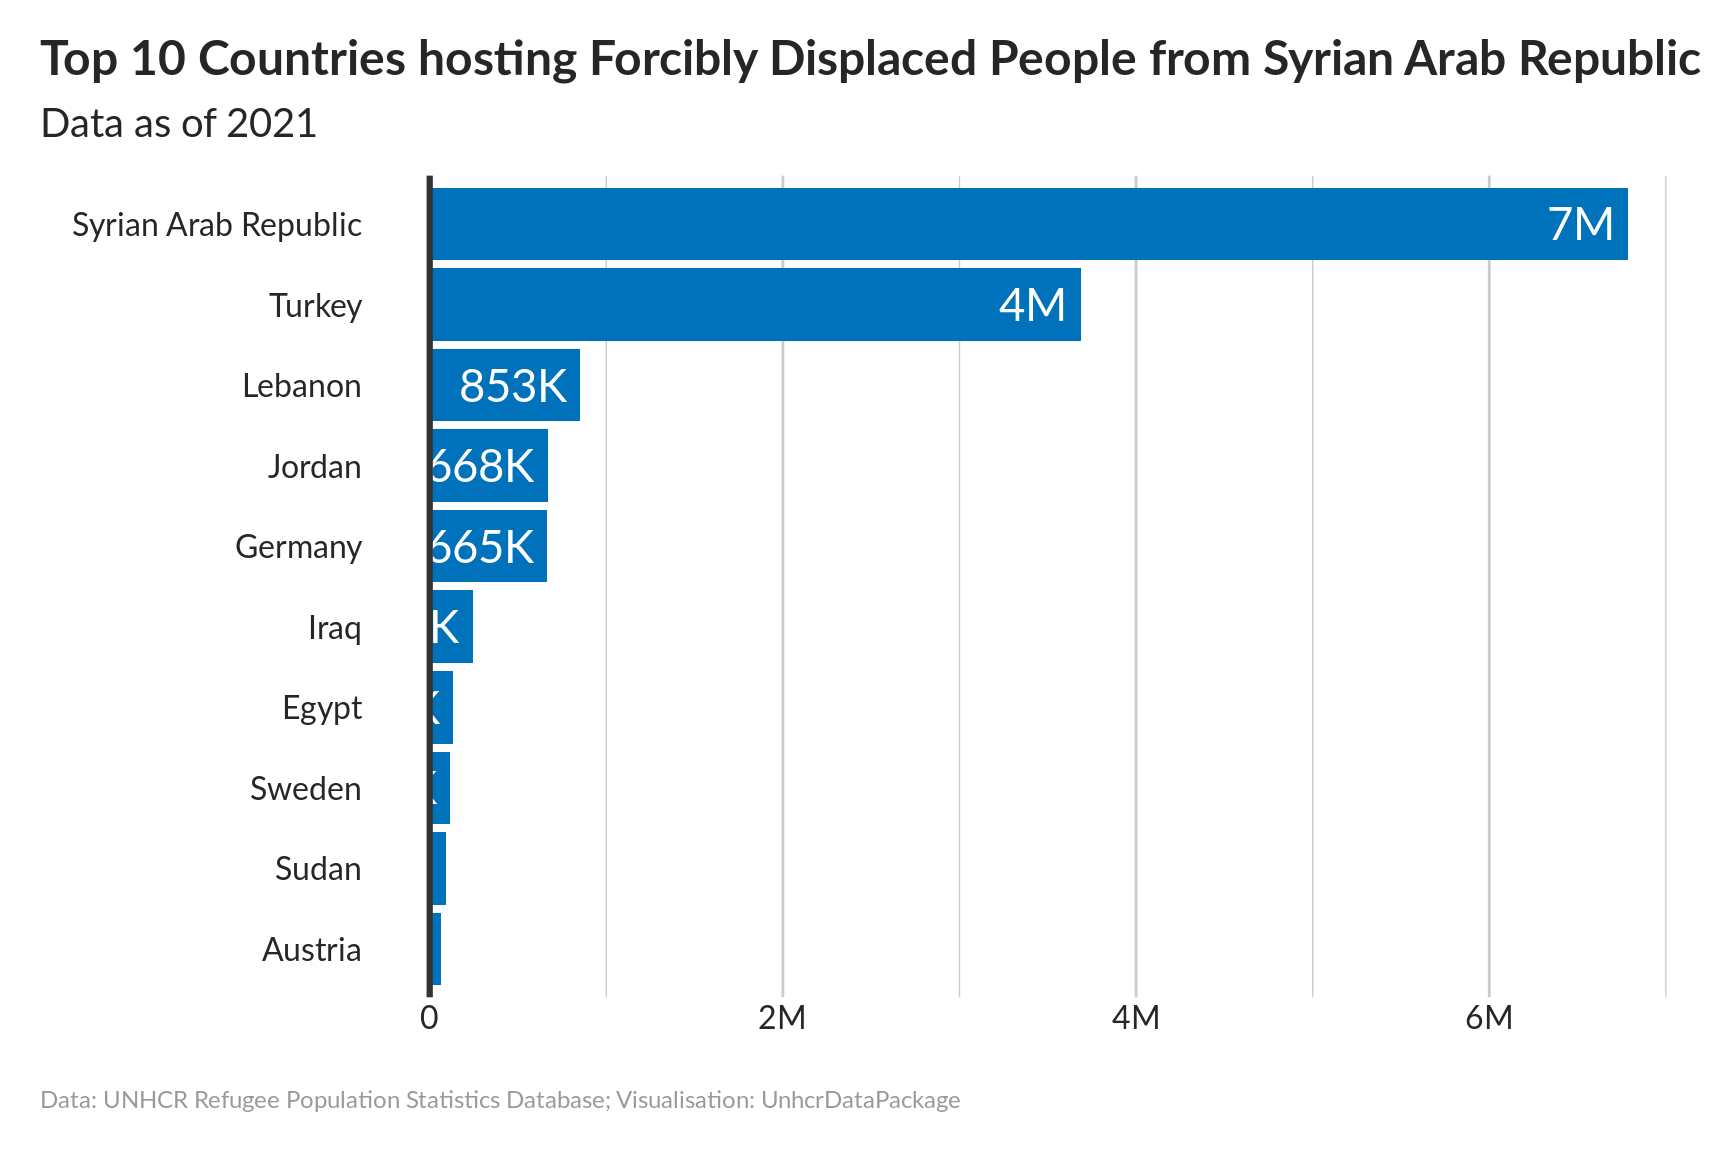 Top 10 Countries hosting Forcibly Displaced People from Syrian Arab Republic
Data as of 2021
Syrian Arab Republic 7M
Turkey 4M
Lebanon 853K
Jordan 668K
Germany 665K
Iraq K
Egypt
Sweden
Sudan
Austria
0 2M 4M 6M
Data: UNHCR Refugee Population Statistics Database; Visualisation: UnhcrDataPackage